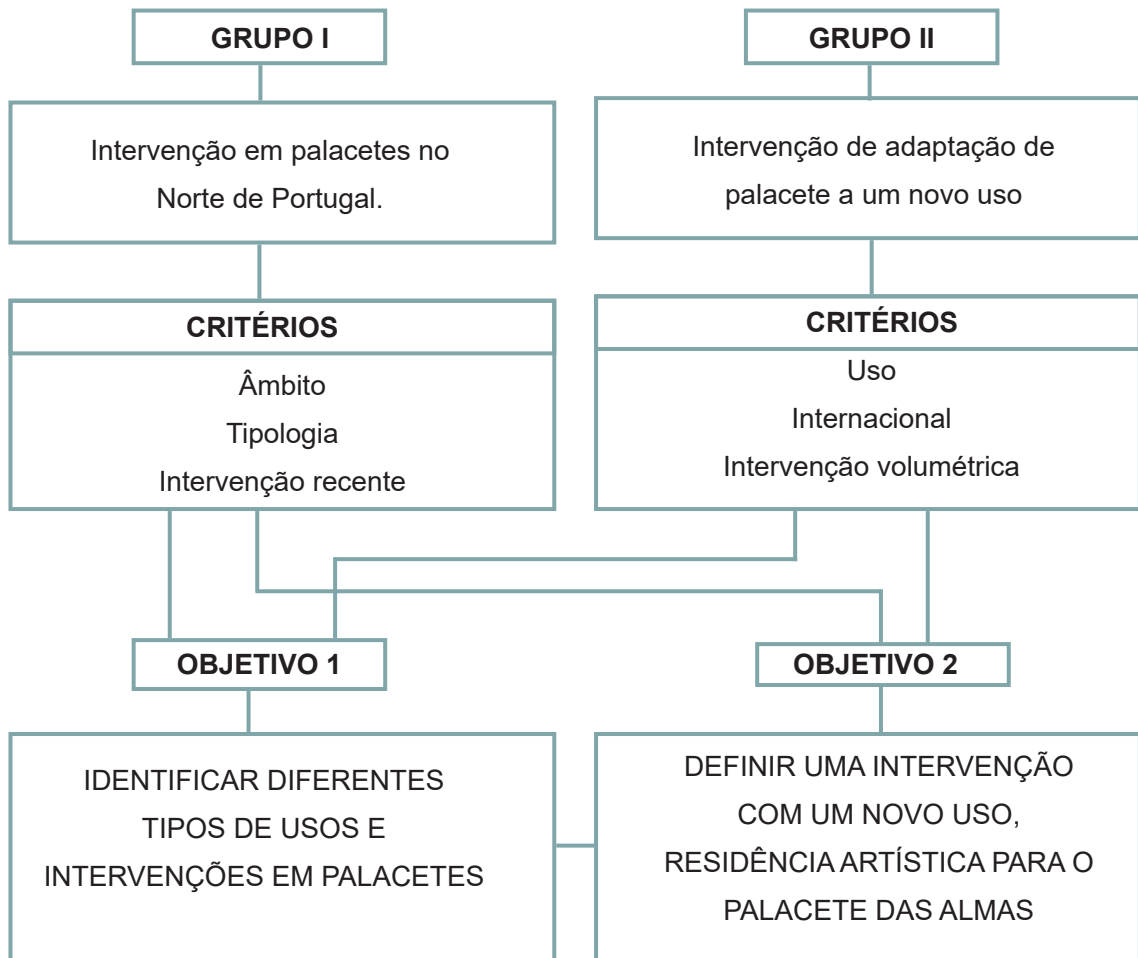 GRUPO I
Intervenção em palacetes no
Norte de Portugal.
CRITÉRIOS
Âmbito
Tipologia
Intervenção recente
GRUPO II
Intervenção de adaptação de
palacete a um novo uso
CRITÉRIOS
Uso
Internacional
Intervenção volumétrica
OBJETIVO 1
IDENTIFICAR DIFERENTES
TIPOS DE USOS E
INTERVENÇÕES EM PALACETES
OBJETIVO 2
DEFINIR UMA INTERVENÇÃO
COM UM NOVO USO,
RESIDÊNCIA ARTÍSTICA PARA O
PALACETE DAS ALMAS